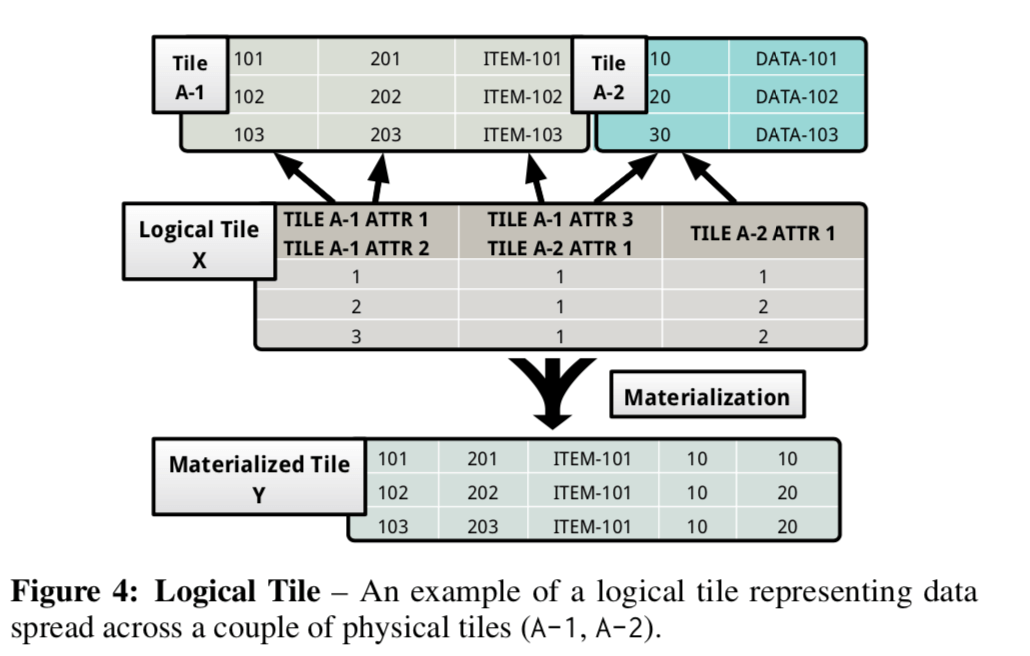 Tile A-1
101 201 ITEM-101
102 202 ITEM-102
103 203 ITEM-103
Tile A-2
10 DATA-101
20 DATA-102
30 DATA-103
Logical Tile X
TILE A-1 ATTR 1 TILE A-1 ATTR 3 TILE A-2 ATTR 1
TILE A-1 ATTR 2 TILE A-2 ATTR 1
1 1 1
2 1 2
3 1 2
Materialization
Materialized Tile Y
101 201 ITEM-101 10 10
102 202 ITEM-101 10 20
103 203 ITEM-101 10 20
Figure 4: Logical Tile – An example of a logical tile representing data
spread across a couple of physical tiles (A-1, A-2).